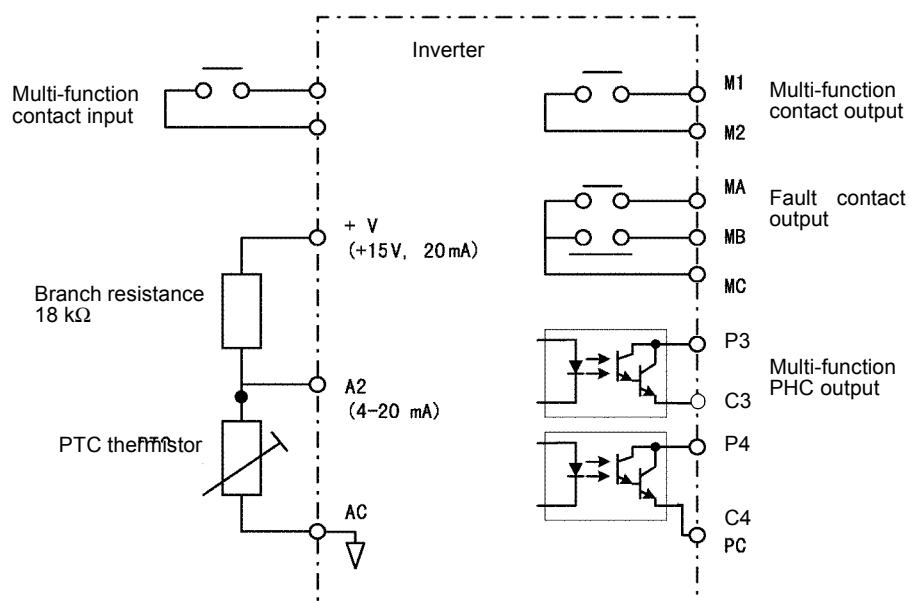 Inverter
Multi-function
contact input
M1
M2
Multi-function
contact output
MA
MB
MC
Fault contact
output
+ V
(+15V, 20mA)
Branch resistance
18 kΩ
A2
(4-20 mA)
PTC thermistor
AC
P3
C3
Multi-function
PHC output
P4
C4
PC